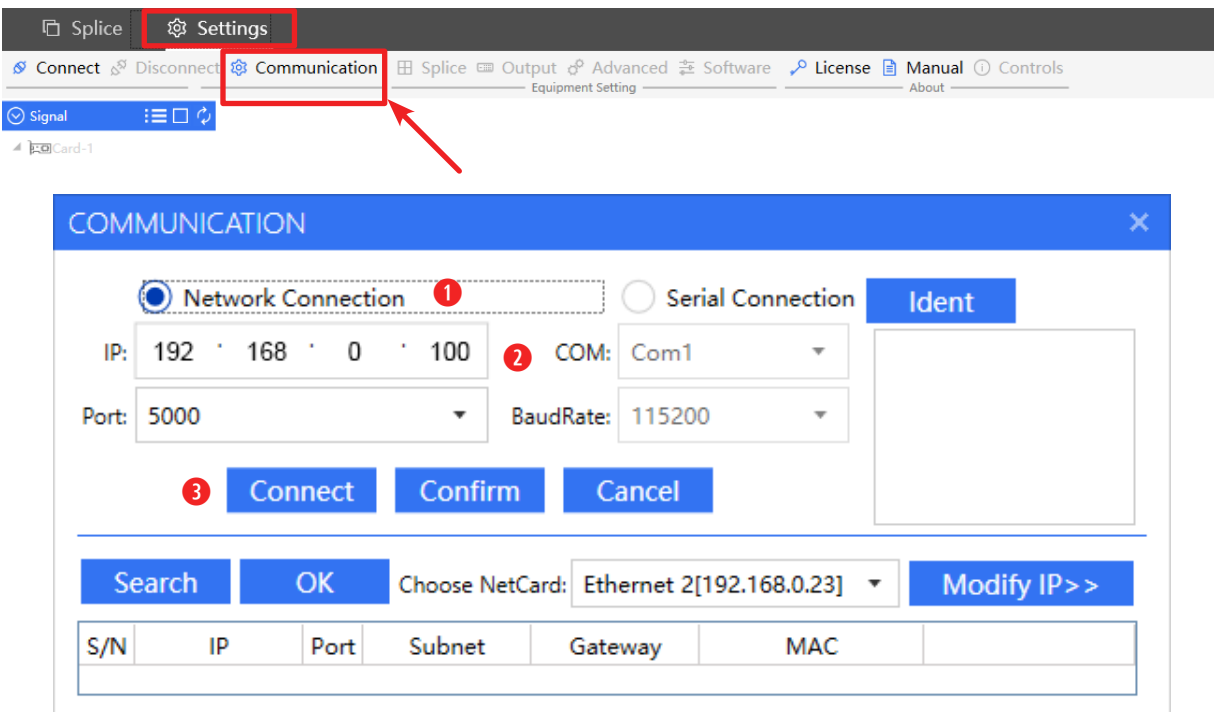 Splice Settings
Connect Disconnect Communication Splice Output Advanced Software License Manual Controls
Equipment Setting About
Signal
Card-1
COMMUNICATION
Network Connection 1 Serial Connection Ident
IP: 192 . 168 . 0 . 100 2 COM: Com1
Port: 5000 BaudRate: 115200
3 Connect Confirm Cancel
Search OK Choose NetCard: Ethernet 2[192.168.0.23] Modify IP>>
S/N IP Port Subnet Gateway MAC